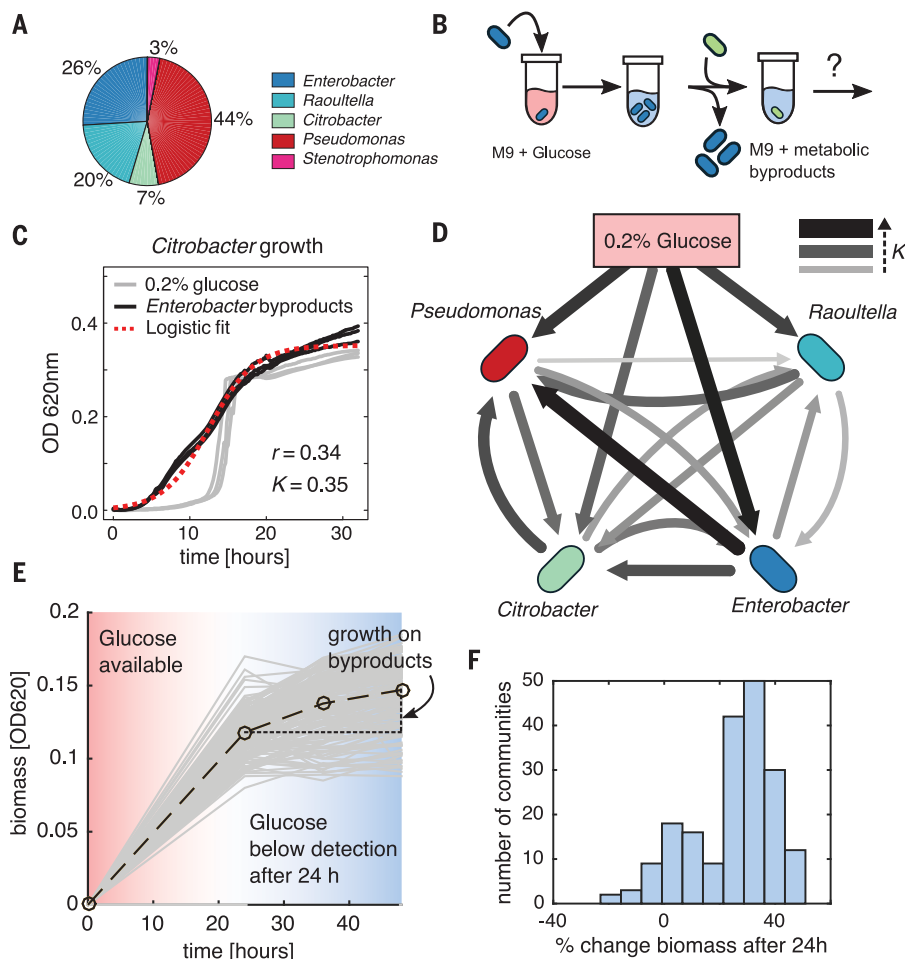 A
3%
26%
44%
20%
7%
Enterobacter
Raoultella
Citrobacter
Pseudomonas
Stenotrophomonas
B
?
M9 + Glucose
M9 + metabolic
byproducts
C
Citrobacter growth
0.2% glucose
Enterobacter byproducts
Logistic fit
OD 620nm
0.4
0.2
0.0
r = 0.34
K = 0.35
0
10
20
30
time [hours]
D
0.2% Glucose
K
Pseudomonas
Raoultella
Citrobacter
Enterobacter
E
biomass [OD620]
0.2
0.15
0.1
0.05
0
Glucose
available
growth on
byproducts
Glucose
below detection
after 24 h
0
10
20
30
40
time [hours]
F
number of communities
50
40
30
20
10
0
-40
0
40
% change biomass after 24h